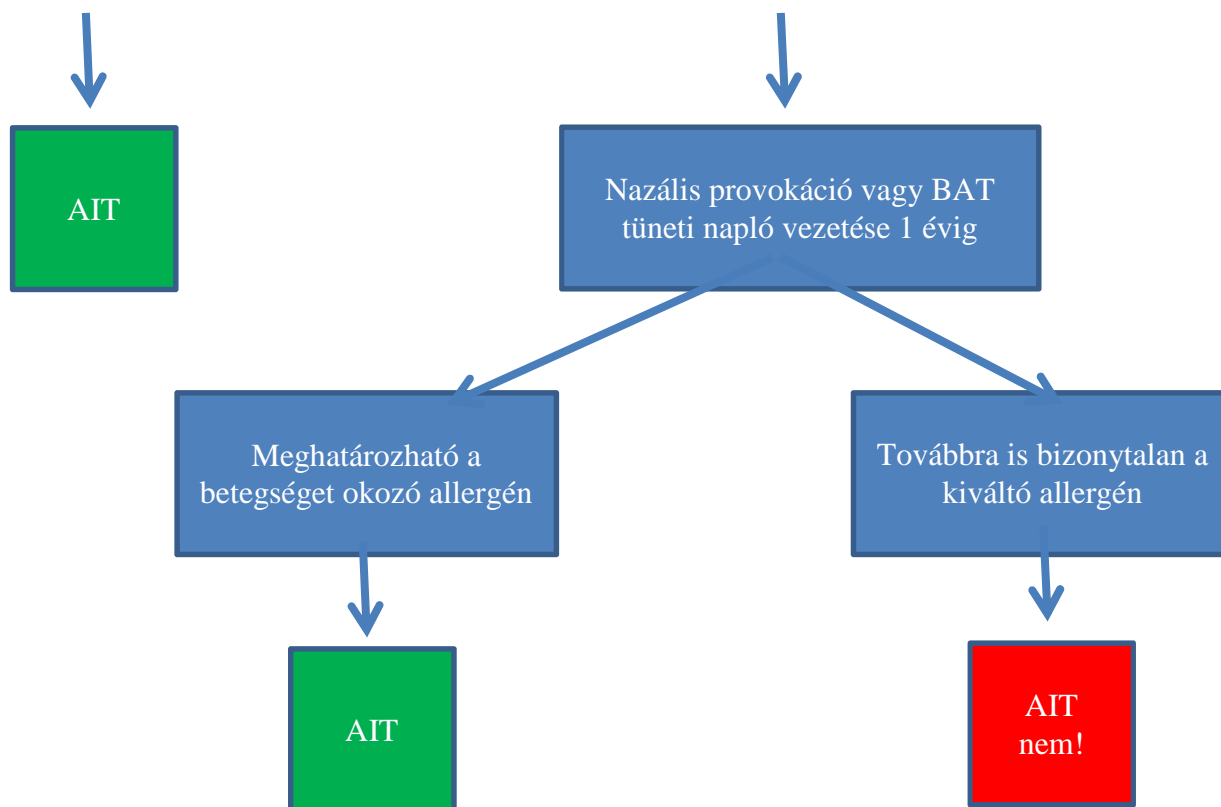 AIT
Nazális provokáció vagy BAT
tüneti napló vezetése 1 évig
Meghatározható a
betegséget okozó allergén
Továbbra is bizonytalan a
kiváltó allergén
AIT
AIT
nem!